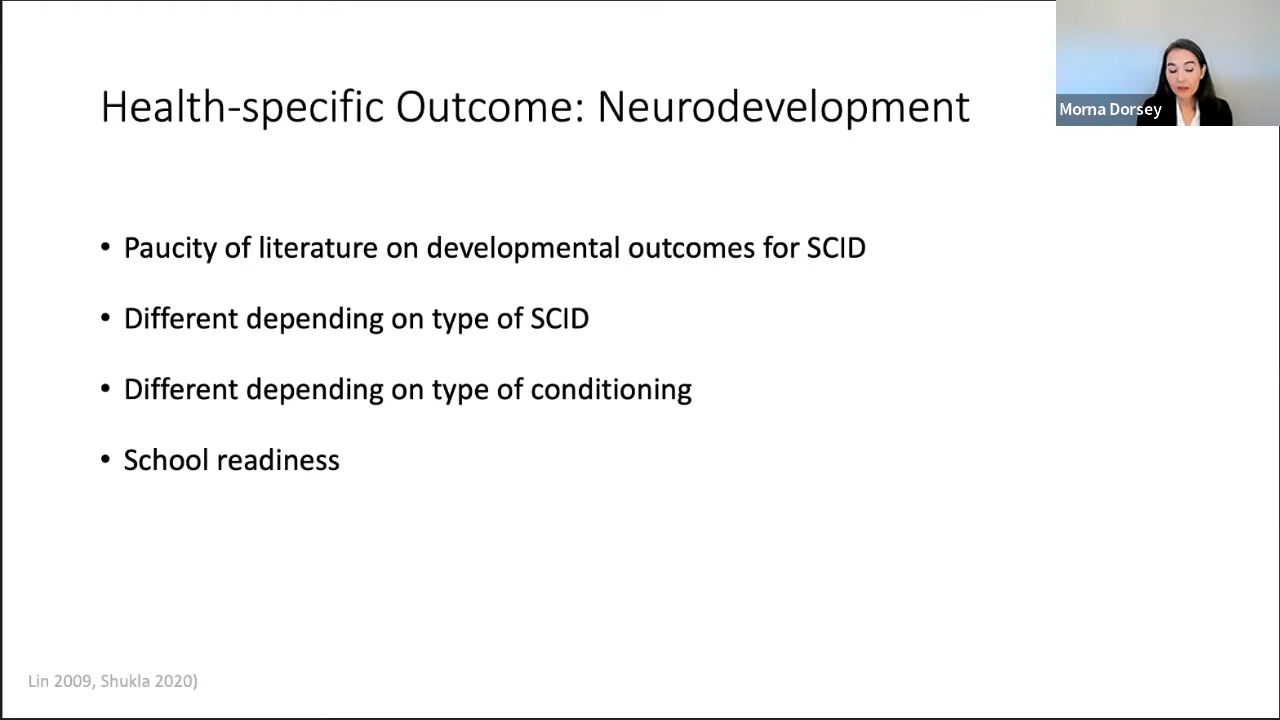 Health-specific Outcome: Neurodevelopment
Morna Dorsey
• Paucity of literature on developmental outcomes for SCID
• Different depending on type of SCID
• Different depending on type of conditioning
• School readiness
Lin 2009, Shukla 2020)